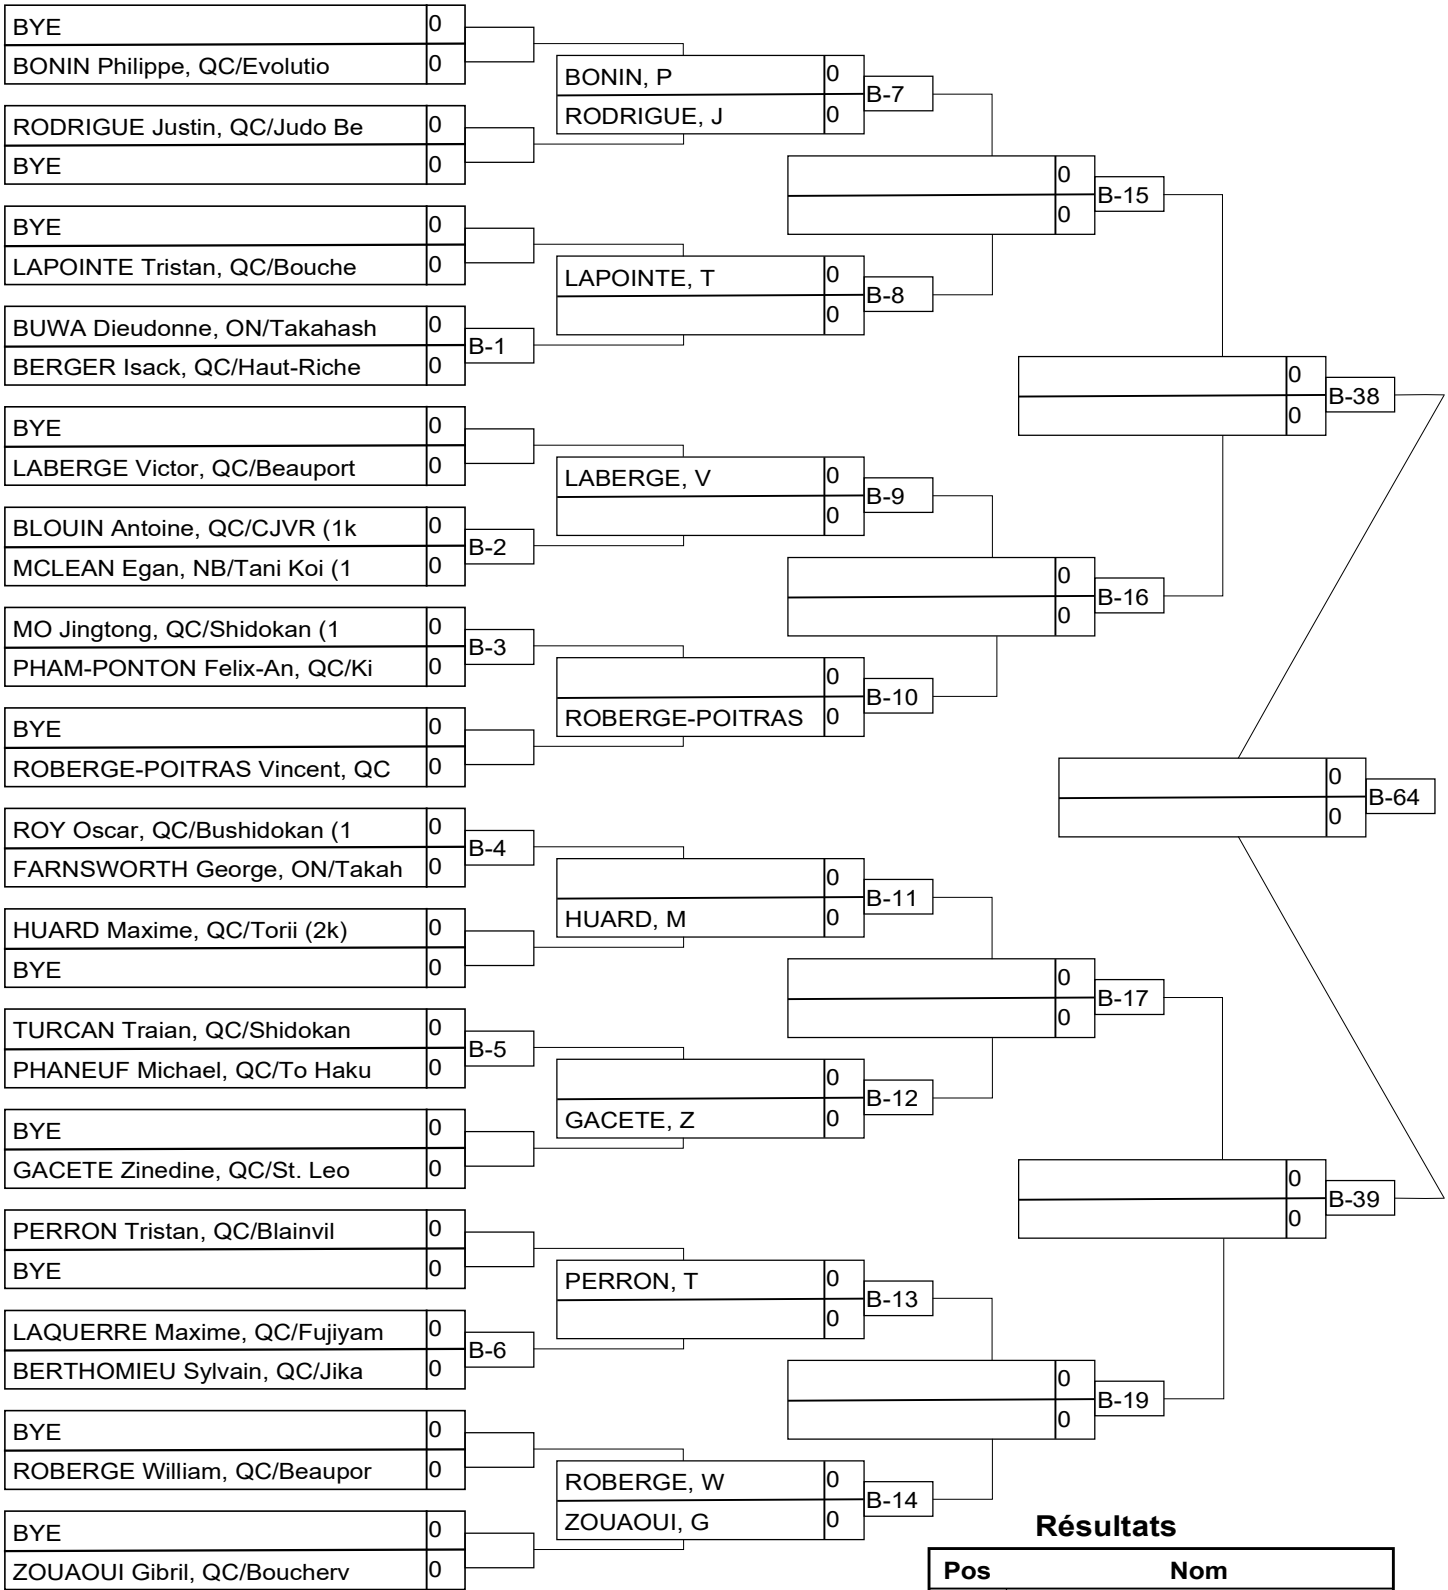 BYE 0
BONIN Philippe, QC/Evolutio 0
RODRIGUE Justin, QC/Judo Be 0
BYE 0
BYE 0
LAPOINTE Tristan, QC/Bouche 0
BUWA Dieudonne, ON/Takahash 0
BERGER Isack, QC/Haut-Riche 0
B-1
BYE 0
LABERGE Victor, QC/Beauport 0
BLOUIN Antoine, QC/CJVR (1k 0
MCLEAN Egan, NB/Tani Koi (1 0
B-2
MO Jingtong, QC/Shidokan (1 0
PHAM-PONTON Felix-An, QC/Ki 0
B-3
BYE 0
ROBERGE-POITRAS Vincent, QC 0
ROY Oscar, QC/Bushidokan (1 0
FARNSWORTH George, ON/Takah 0
B-4
HUARD Maxime, QC/Torii (2k) 0
BYE 0
TURCAN Traian, QC/Shidokan 0
PHANEUF Michael, QC/To Haku 0
B-5
BYE 0
GACETE Zinedine, QC/St. Leo 0
PERRON Tristan, QC/Blainvil 0
BYE 0
LAQUERRE Maxime, QC/Fujiyam 0
BERTHOMIEU Sylvain, QC/Jika 0
B-6
BYE 0
ROBERGE William, QC/Beaupor 0
BYE 0
ZOUAOUI Gibril, QC/Boucherv 0
BONIN, P 0
RODRIGUE, J 0
B-7
LAPOINTE, T 0
0
B-8
LABERGE, V 0
0
B-9
0
ROBERGE-POITRAS 0
B-10
0
HUARD, M 0
B-11
0
GACETE, Z 0
B-12
PERRON, T 0
0
B-13
ROBERGE, W 0
ZOUAOUI, G 0
B-14
0
0
B-15
0
0
B-16
0
0
B-17
0
0
B-19
0
0
B-38
0
0
B-39
0
0
B-64
Résultats
Pos Nom